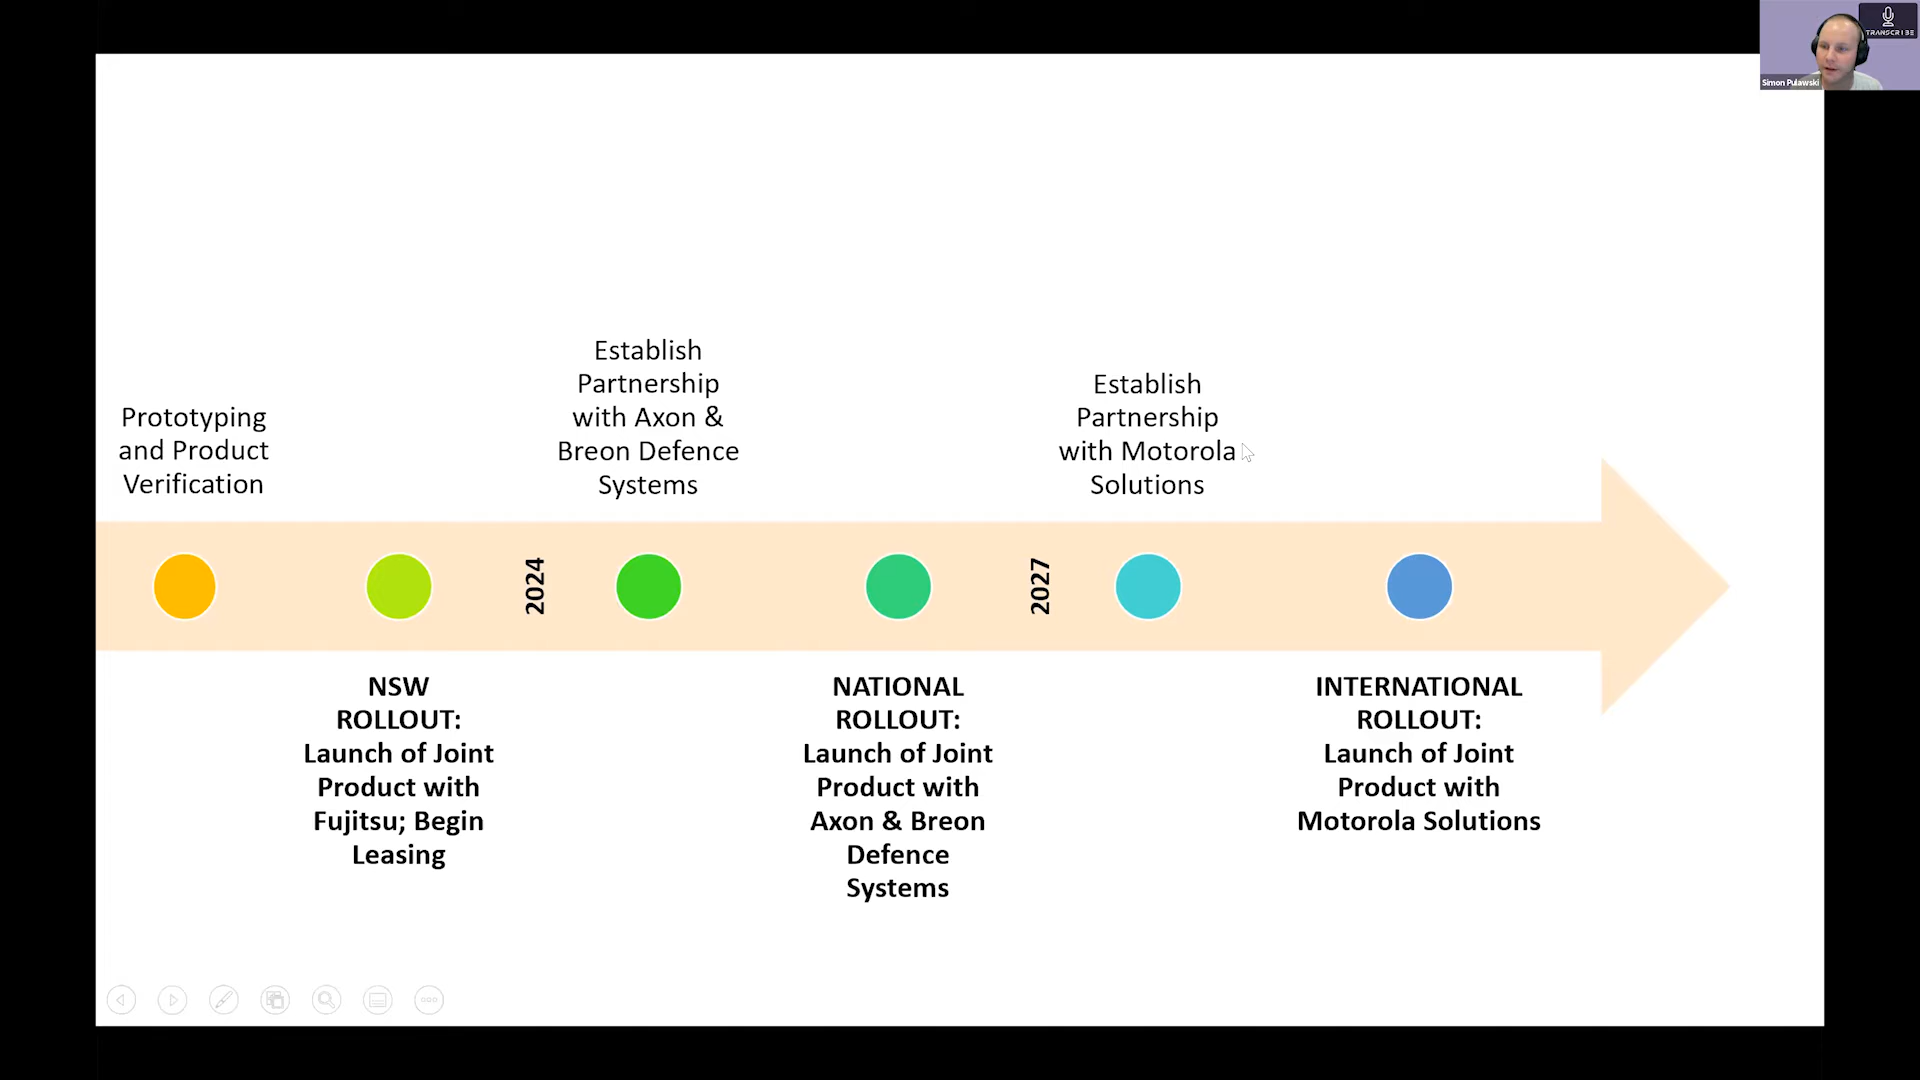 TRANSCRIBE
Simon Pulawski
Prototyping
and Product
Verification
Establish
Partnership
with Axon &
Breon Defence
Systems
Establish
Partnership
with Motorola
Solutions
2024
2027
NSW
ROLLOUT:
Launch of Joint
Product with
Fujitsu; Begin
Leasing
NATIONAL
ROLLOUT:
Launch of Joint
Product with
Axon & Breon
Defence
Systems
INTERNATIONAL
ROLLOUT:
Launch of Joint
Product with
Motorola Solutions